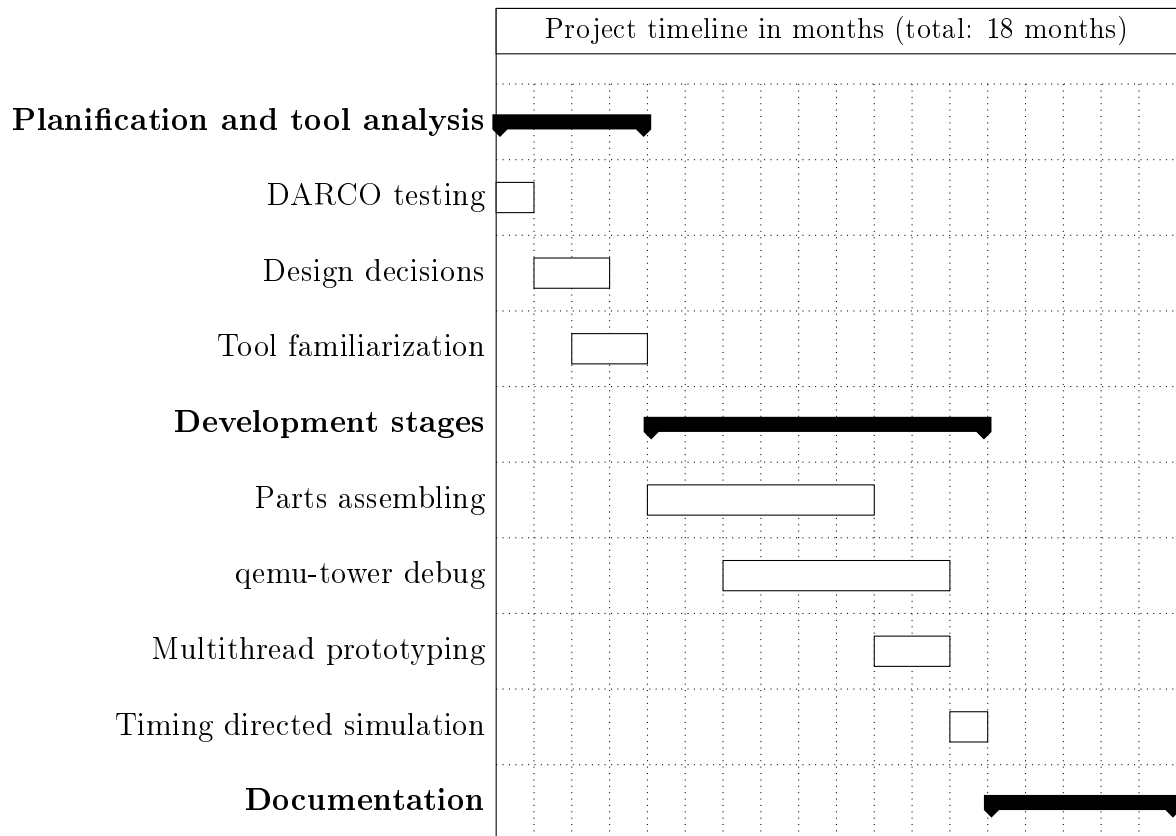 Project timeline in months (total: 18 months)
Planification and tool analysis
DARCO testing
Design decisions
Tool familiarization
Development stages
Parts assembling
qemu-tower debug
Multithread prototyping
Timing directed simulation
Documentation